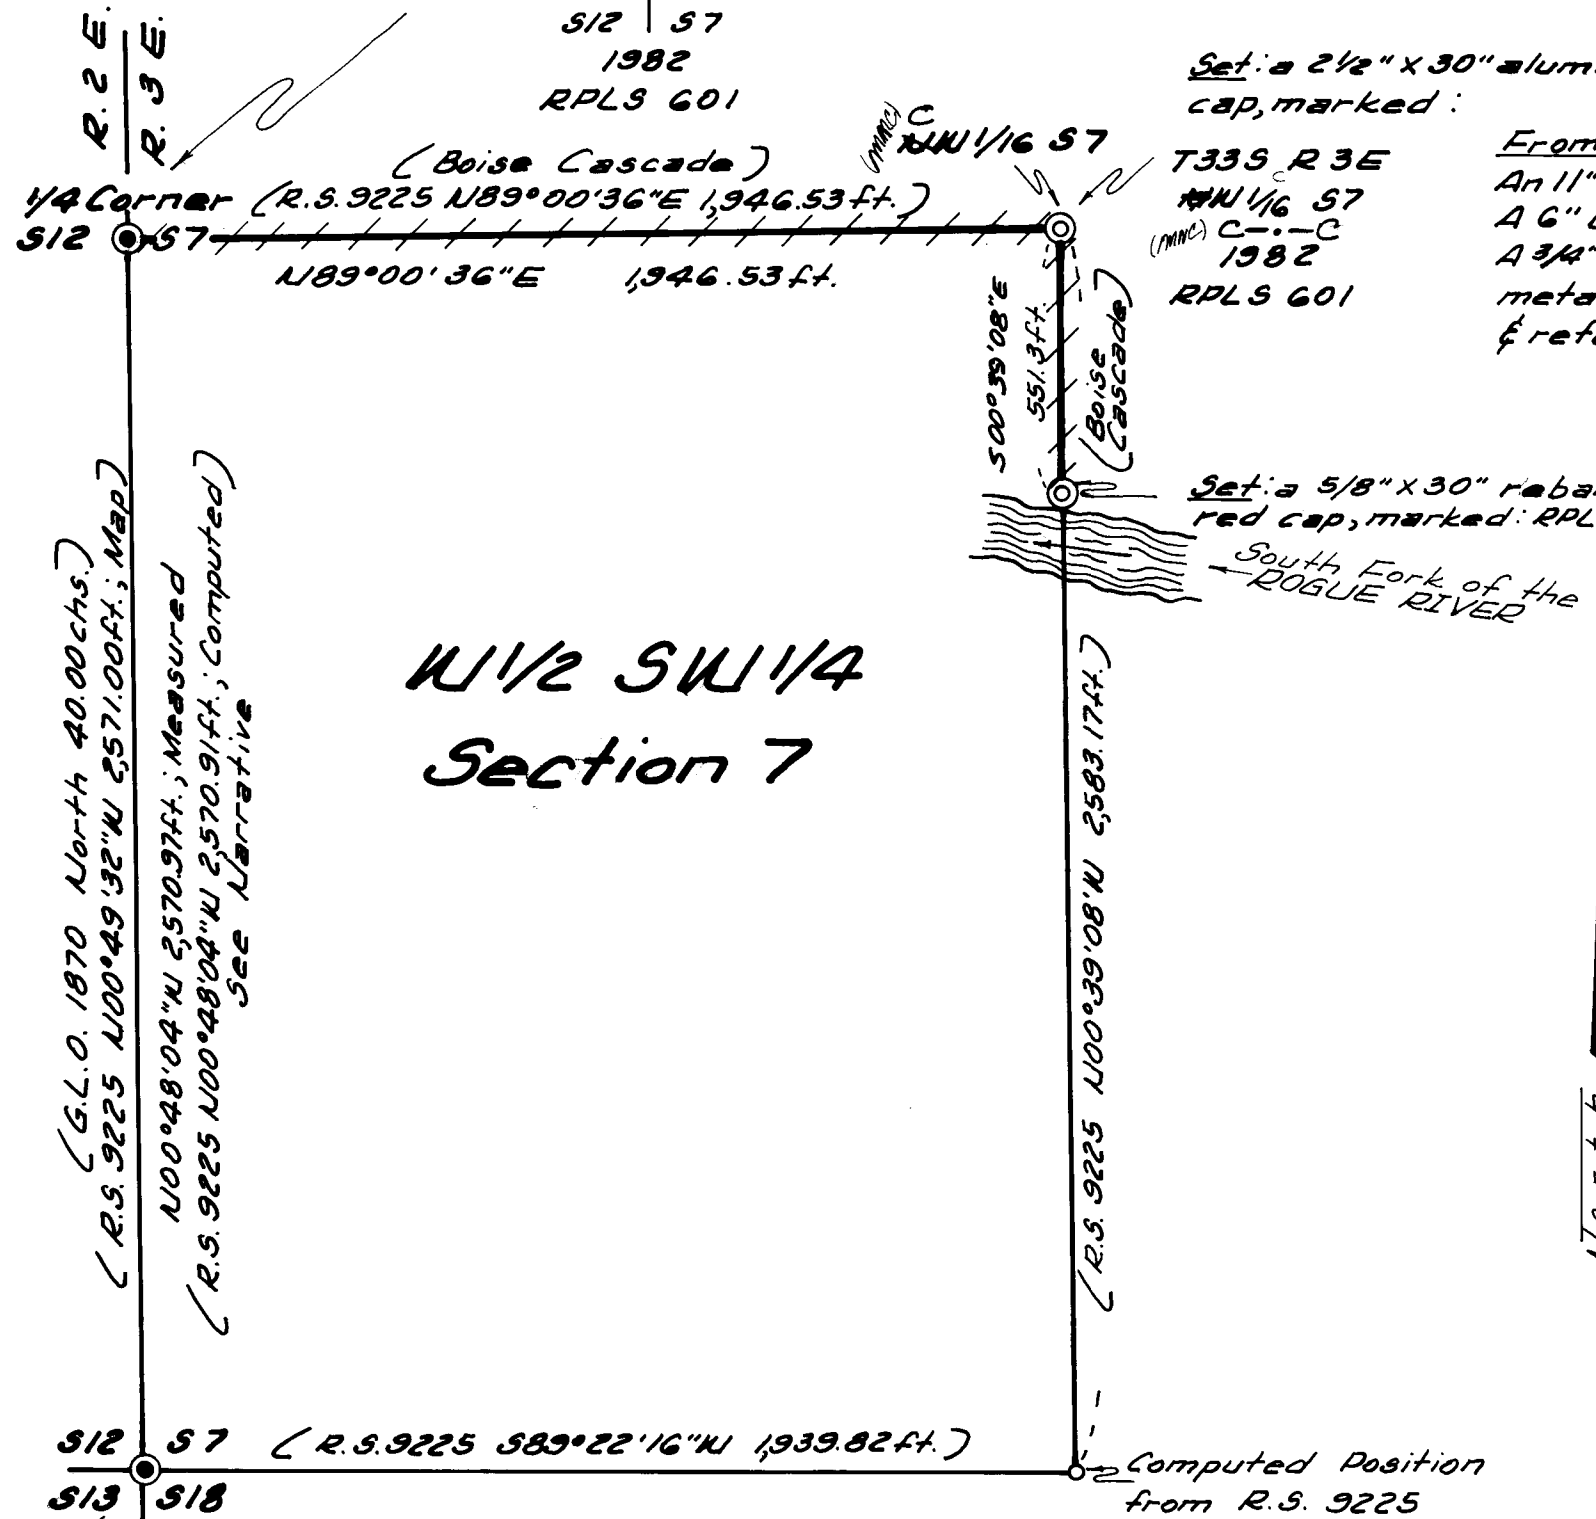 R. 2 E.
R. 3 E.
S12 | S7
1982
RPLS 601
Set: a 2½" X 30" alum
cap, marked :
(MMC) C
NW 1/16 S7
T33S R 3E
C
NW 1/16 S7
(MMC) C-·-C
1982
RPLS 601
From
An 11"
A 6"
A 3/4"
meta
& ref
(Boise Cascade)
1/4 Corner (R.S. 9225 N89°00'36"E 1,946.53 ft.)
S12 S7
N89°00'36"E 1,946.53 ft.
S00°39'08"E
551.3 ft.
(Boise
Cascade)
Set: a 5/8" X 30" reba
red cap, marked: RPL
South Fork of the
ROGUE RIVER
W 1/2 SW 1/4
Section 7
(G.L.O. 1870 North 40.00 chs.)
(R.S. 9225 N00°49'32"W 2,571.00 ft.; Map)
N00°48'04"W 2,570.97 ft.; Measured
(R.S. 9225 N00°48'04"W 2,570.91 ft.; Computed)
See Narrative
(R.S. 9225 N00°39'08"W 2,583.17 ft.)
S12 S7 (R.S. 9225 S89°22'16"W 1,939.82 ft.)
S13 S18
Computed Position
from R.S. 9225